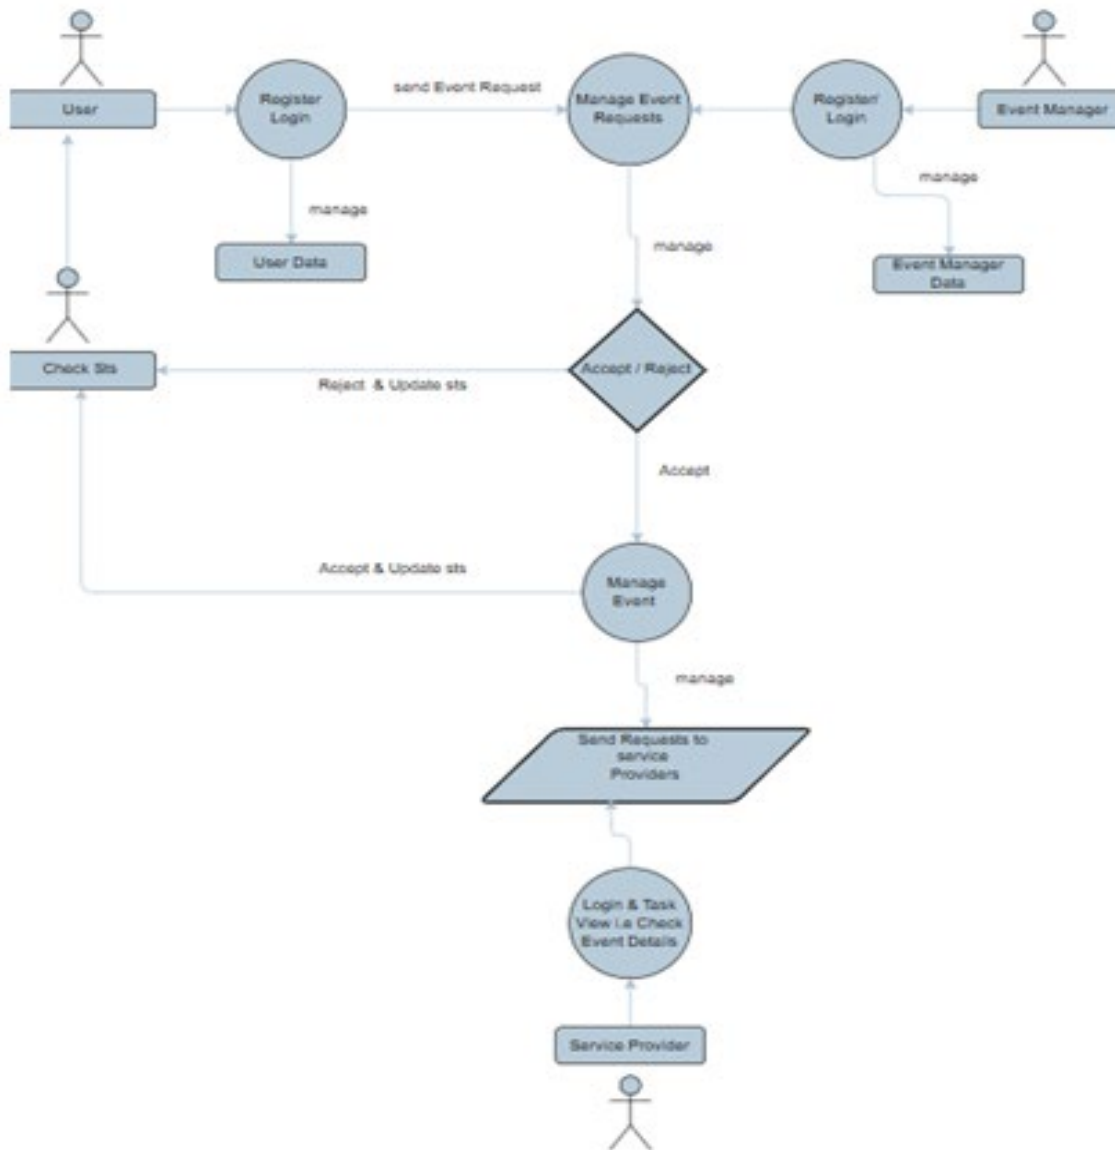 User
Register
Login
send Event Request
Manage Event
Requests
Register/
Login
Event Manager
manage
User Data
manage
manage
Event Manager
Data
Check Sts
Reject & Update sts
Accept / Reject
Accept
Accept & Update sts
Manage
Event
manage
Send Requests to
service
Providers
Login & Task
View i.e Check
Event Details
Service Provider